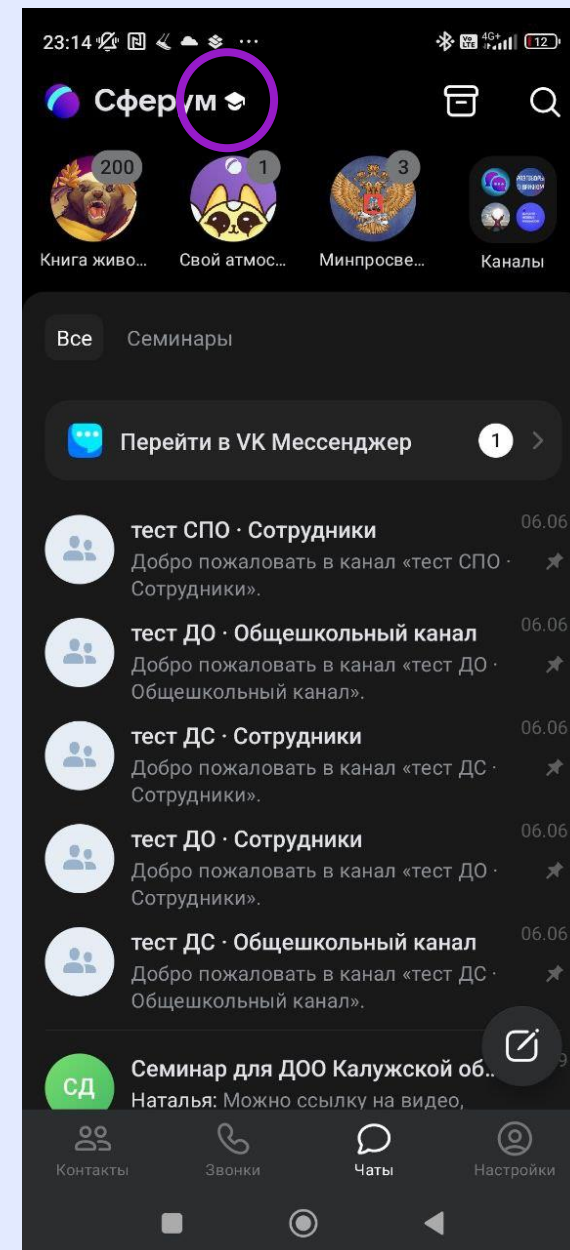 23:14
4G+
Vo
LTE
12
Сферум
200
1
3
Книга живо...
Свой атмос...
Минпросве...
Каналы
Все
Семинары
Перейти в VK Мессенджер
1
тест СПО · Сотрудники
06.06
Добро пожаловать в канал «тест СПО ·
Сотрудники».
тест ДО · Общешкольный канал
06.06
Добро пожаловать в канал «тест ДО ·
Общешкольный канал».
тест ДС · Сотрудники
06.06
Добро пожаловать в канал «тест ДС ·
Сотрудники».
тест ДО · Сотрудники
06.06
Добро пожаловать в канал «тест ДО ·
Сотрудники».
тест ДС · Общешкольный канал
06.06
Добро пожаловать в канал «тест ДС ·
Общешкольный канал».
СД
Семинар для ДОО Калужской об...
Наталья: Можно ссылку на видео,
Контакты
Звонки
Чаты
Настройки